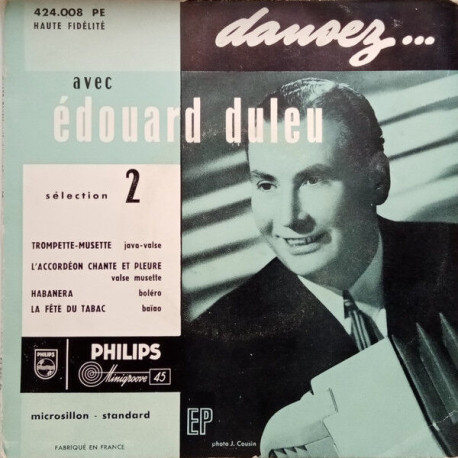 424.008 PE
HAUTE FIDÉLITÉ
dansez...
avec
édouard duleu
sélection 2
TROMPETTE-MUSETTE java-valse
L'ACCORDÉON CHANTE ET PLEURE
valse musette
HABANERA boléro
LA FÊTE DU TABAC baïao
PHILIPS
PHILIPS
Minigroove 45
microsillon - standard
EP
photo J. Cousin
FABRIQUÉ EN FRANCE